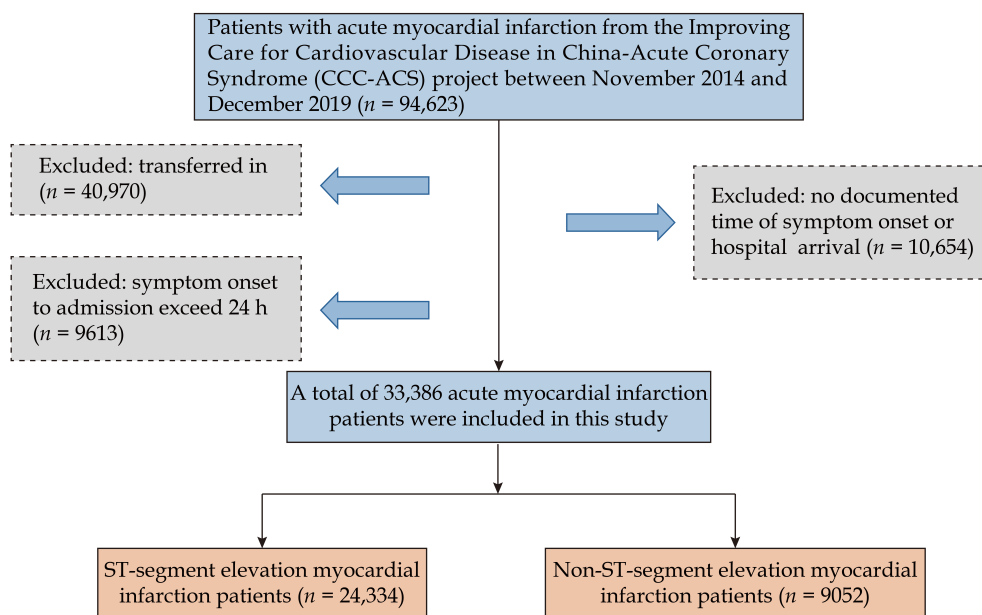 Patients with acute myocardial infarction from the Improving
Care for Cardiovascular Disease in China-Acute Coronary
Syndrome (CCC-ACS) project between November 2014 and
December 2019 (n = 94,623)
Excluded: transferred in
(n = 40,970)
Excluded: no documented
time of symptom onset or
hospital arrival (n = 10,654)
Excluded: symptom onset
to admission exceed 24 h
(n = 9613)
A total of 33,386 acute myocardial infarction
patients were included in this study
ST-segment elevation myocardial
infarction patients (n = 24,334)
Non-ST-segment elevation myocardial
infarction patients (n = 9052)